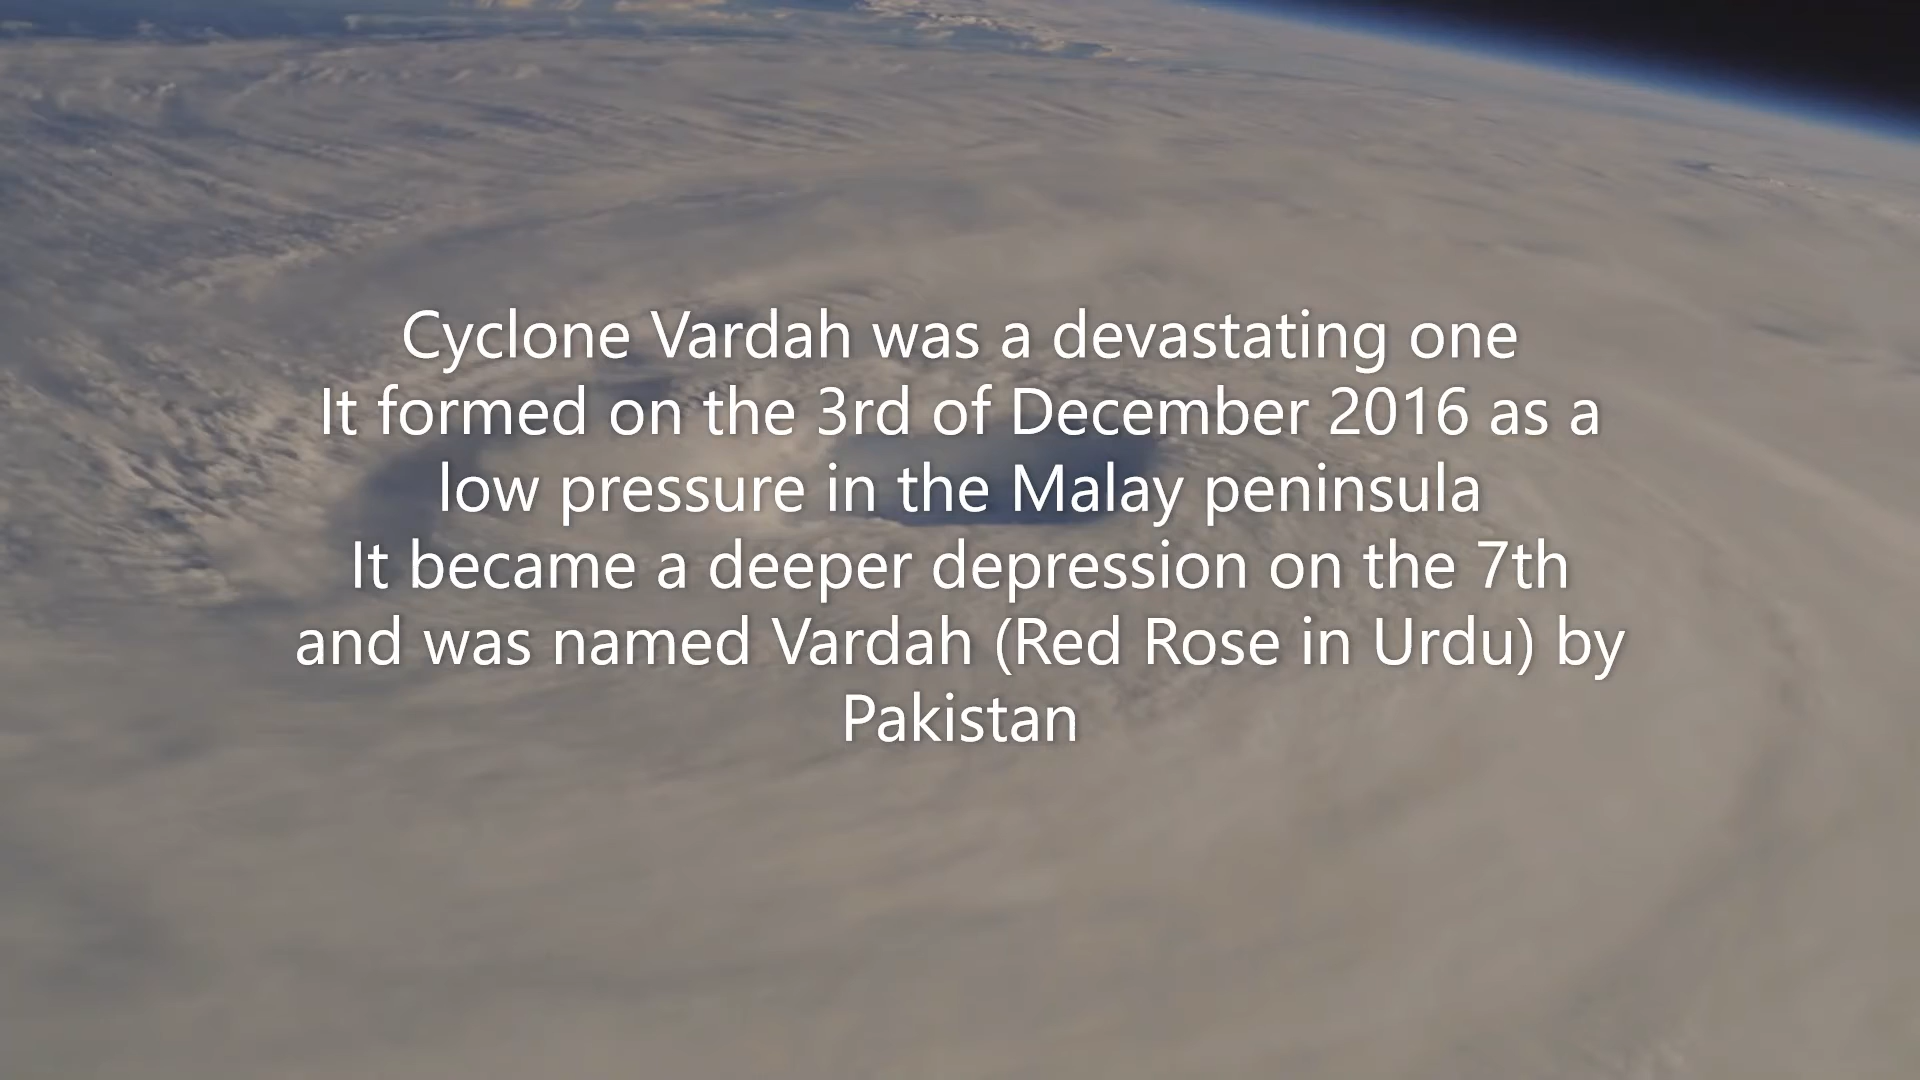 Cyclone Vardah was a devastating one
It formed on the 3rd of December 2016 as a
low pressure in the Malay peninsula
It became a deeper depression on the 7th
and was named Vardah (Red Rose in Urdu) by
Pakistan